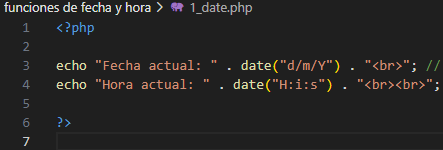 funciones de fecha y hora > 1_date.php
1 <?php
2
3 echo "Fecha actual: " . date("d/m/Y") . "<br>"; //
4 echo "Hora actual: " . date("H:i:s") . "<br><br>";
5
6 ?>
7